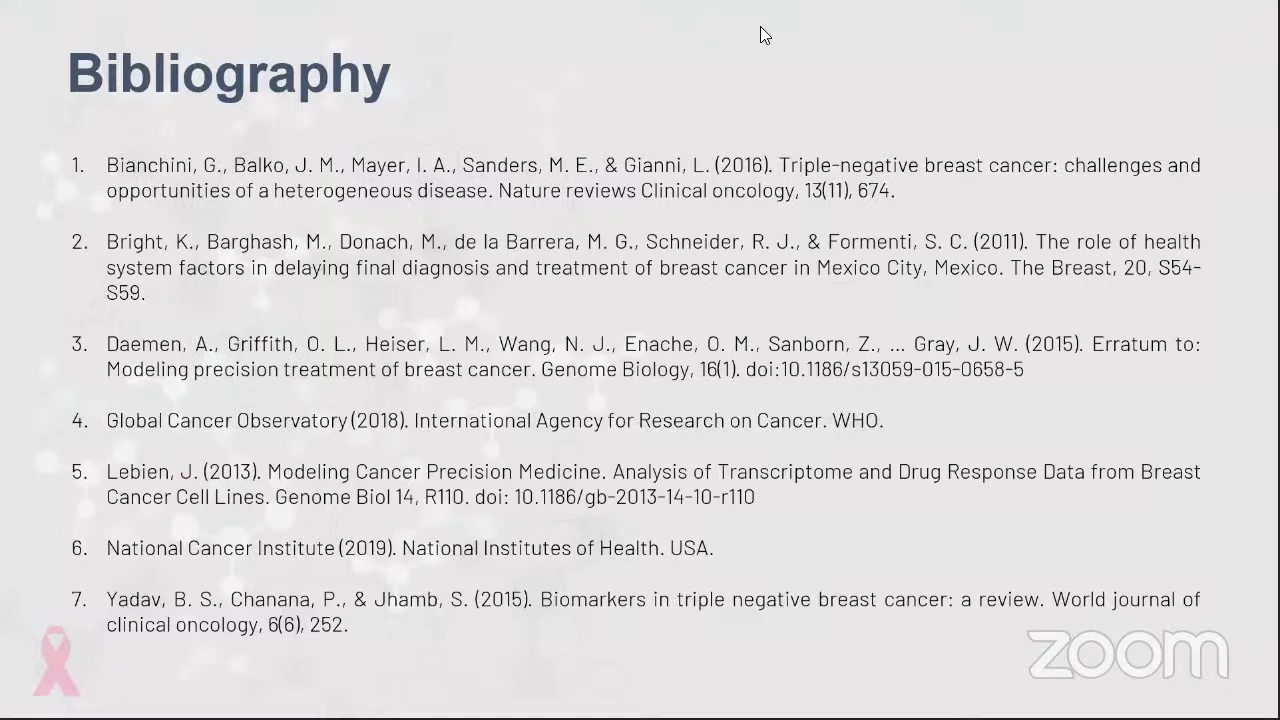 Bibliography
1. Bianchini, G., Balko, J. M., Mayer, I. A., Sanders, M. E., & Gianni, L. (2016). Triple-negative breast cancer: challenges and
opportunities of a heterogeneous disease. Nature reviews Clinical oncology, 13(11), 674.
2. Bright, K., Barghash, M., Donach, M., de la Barrera, M. G., Schneider, R. J., & Formenti, S. C. (2011). The role of health
system factors in delaying final diagnosis and treatment of breast cancer in Mexico City, Mexico. The Breast, 20, S54-
S59.
3. Daemen, A., Griffith, O. L., Heiser, L. M., Wang, N. J., Enache, O. M., Sanborn, Z., ... Gray, J. W. (2015). Erratum to:
Modeling precision treatment of breast cancer. Genome Biology, 16(1). doi:10.1186/s13059-015-0658-5
4. Global Cancer Observatory (2018). International Agency for Research on Cancer. WHO.
5. Lebien, J. (2013). Modeling Cancer Precision Medicine. Analysis of Transcriptome and Drug Response Data from Breast
Cancer Cell Lines. Genome Biol 14, R110. doi: 10.1186/gb-2013-14-10-r110
6. National Cancer Institute (2019). National Institutes of Health. USA.
7. Yadav, B. S., Chanana, P., & Jhamb, S. (2015). Biomarkers in triple negative breast cancer: a review. World journal of
clinical oncology, 6(6), 252.
zoom